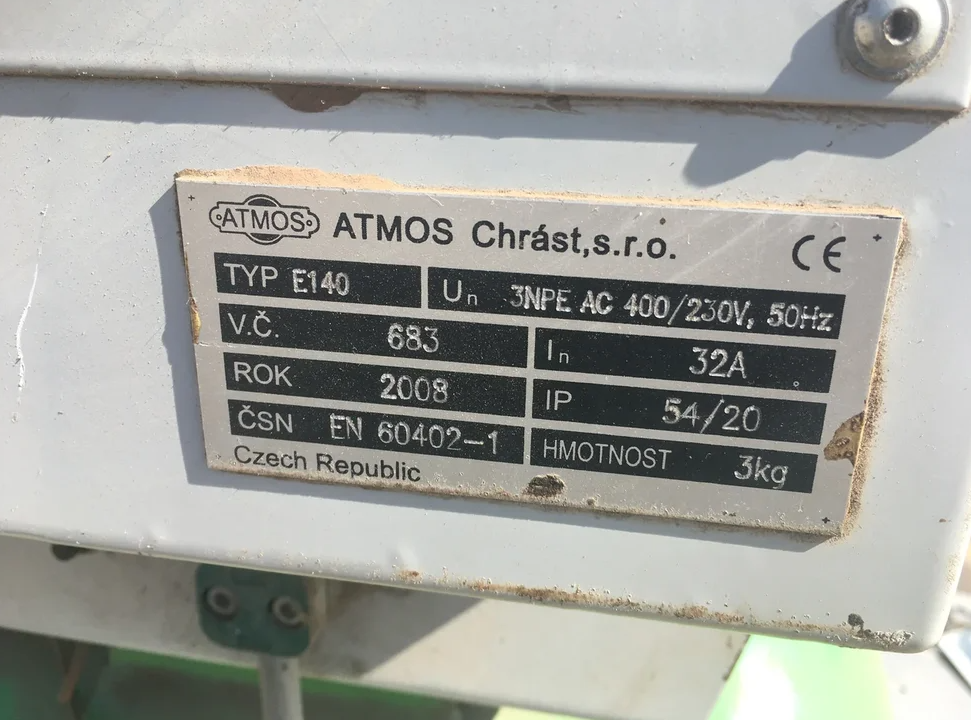 ATMOS ATMOS Chrást,s.r.o. CE
TYP E140 Un 3NPE AC 400/230V, 50Hz
V.Č. 683 In 32A
ROK 2008 IP 54/20
ČSN EN 60402-1 HMOTNOST 3kg
Czech Republic